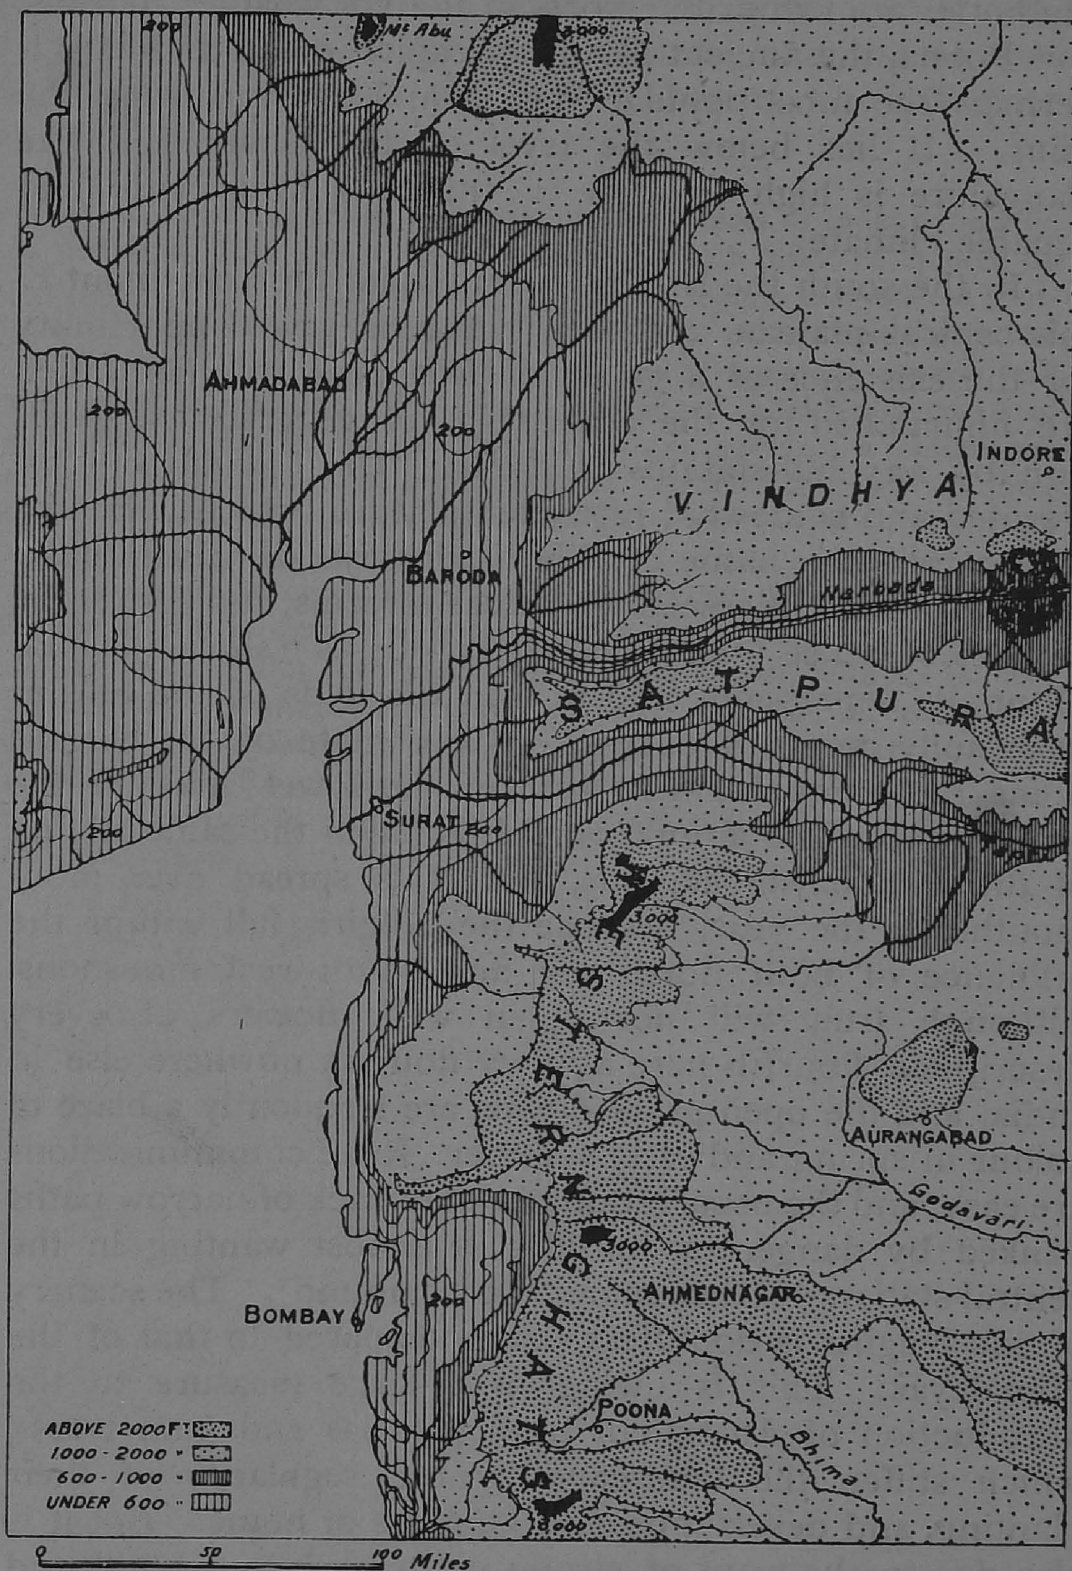 200
Mt Abu
3000
AHMADABAD
200
200
INDORE
VINDHYA
BARODA
Narbada
SATPURA
200
SURAT
200
Tapti
3000
WESTERN GHATS
AURANGABAD
Godavari
3000
200
AHMEDNAGAR
BOMBAY
POONA
Bhima
ABOVE 2000 FT
1000-2000 "
600-1000 "
UNDER 600 "
3000
0 50 100 Miles